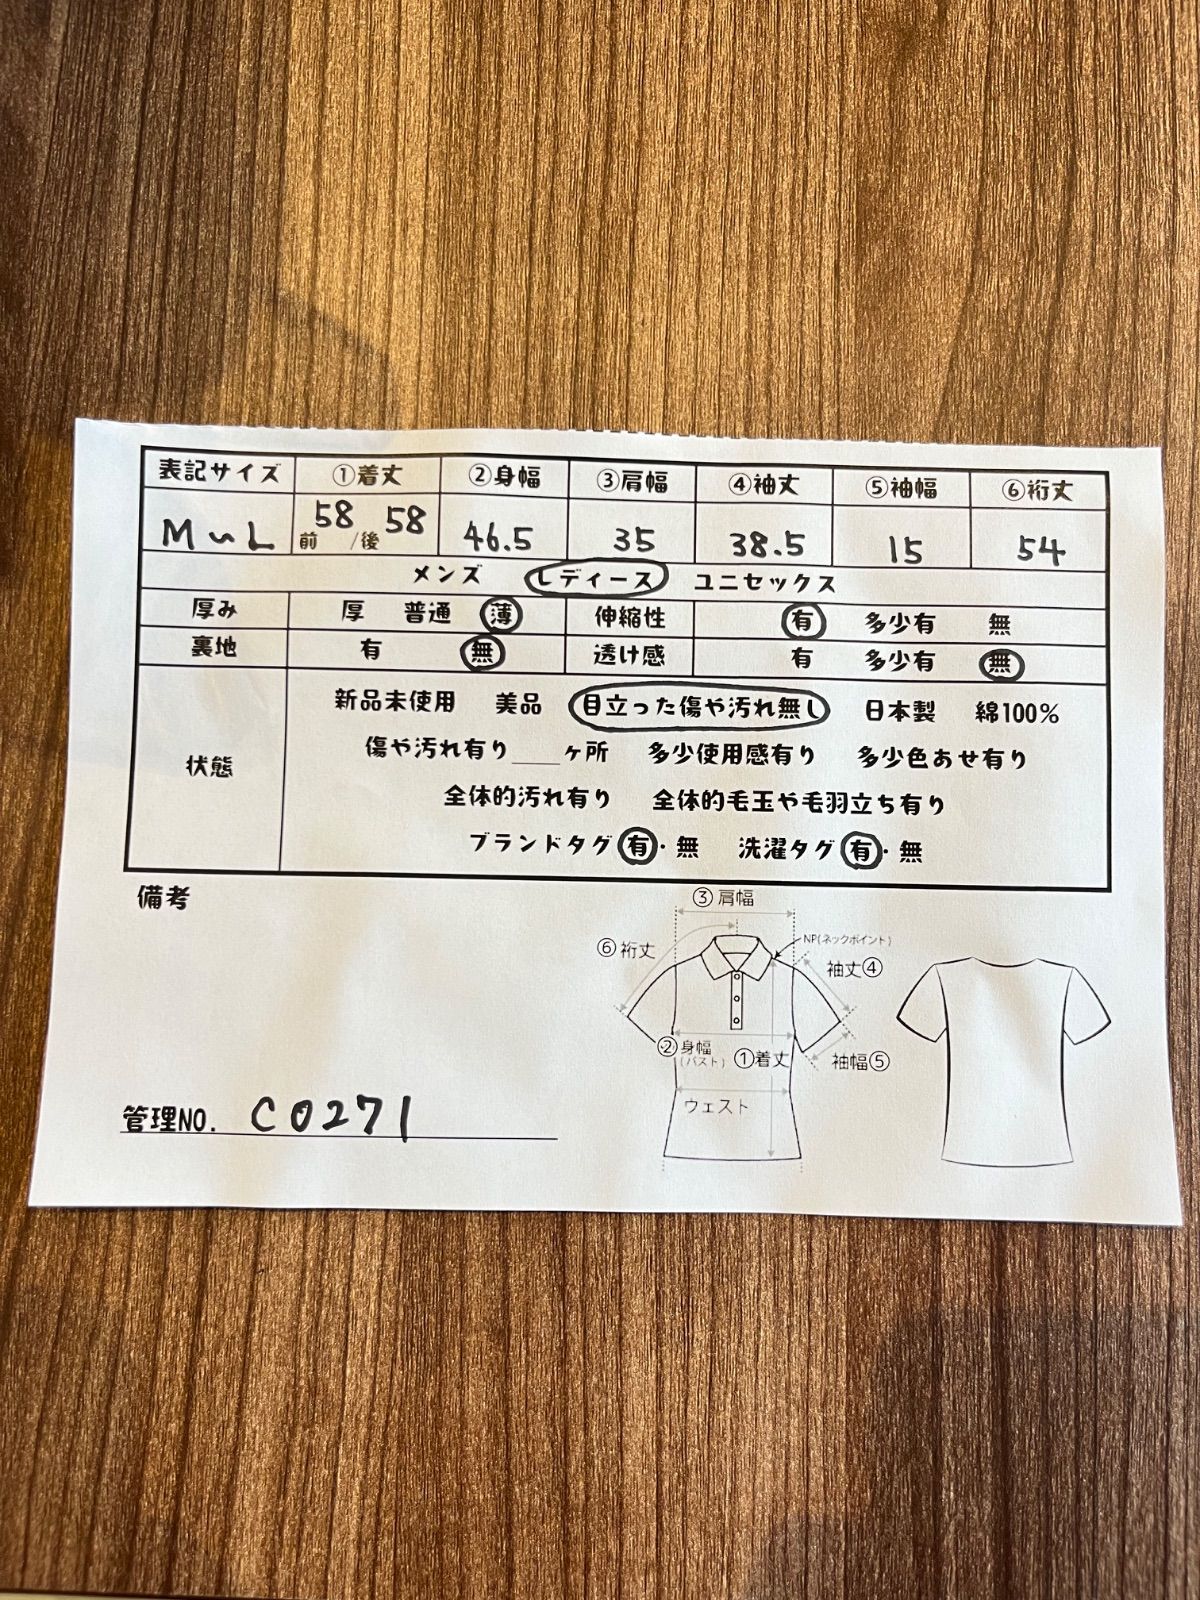 表記サイズ ①着丈 ②身幅 ③肩幅 ④袖丈 ⑤袖幅 ⑥裄丈
M~L 前58/後58 46.5 35 38.5 15 54
メンズ レディース ユニセックス
厚み 厚 普通 薄 伸縮性 有 多少有 無
裏地 有 無 透け感 有 多少有 無
状態
新品未使用 美品 目立った傷や汚れ無し 日本製 綿100%
傷や汚れ有り___ヶ所 多少使用感有り 多少色あせ有り
全体的汚れ有り 全体的毛玉や毛羽立ち有り
ブランドタグ 有・無 洗濯タグ 有・無
備考
③肩幅
⑥裄丈
NP(ネックポイント)
袖丈④
②身幅
(バスト)
①着丈
袖幅⑤
ウェスト
管理NO. C0271